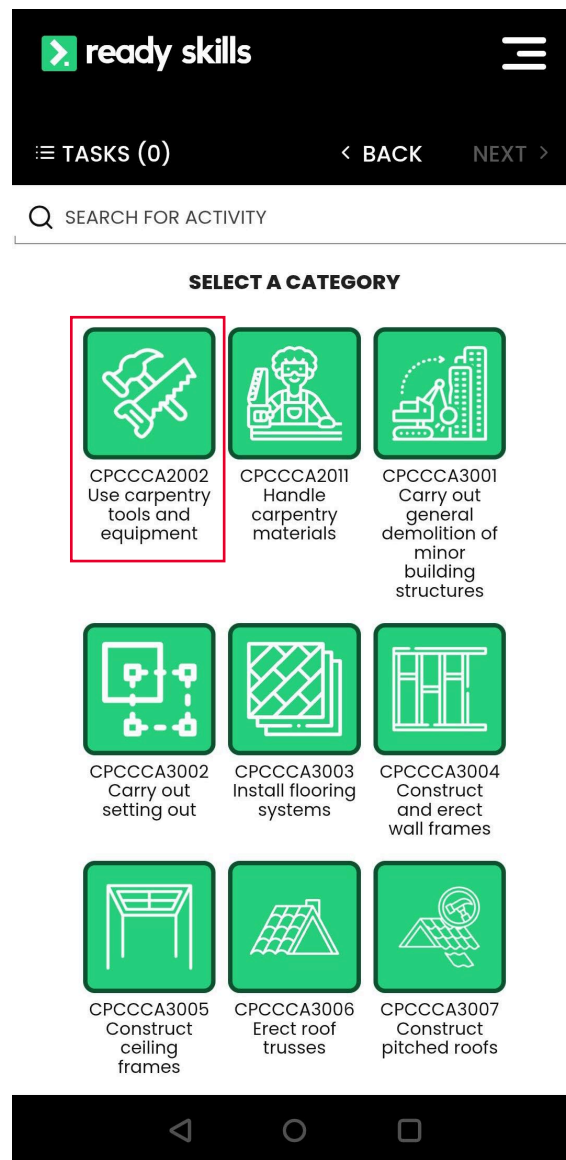 ready skills
TASKS (0)
BACK
NEXT
SEARCH FOR ACTIVITY
SELECT A CATEGORY
CPCCCA2002
Use carpentry
tools and
equipment
CPCCCA2011
Handle
carpentry
materials
CPCCCA3001
Carry out
general
demolition of
minor
building
structures
CPCCCA3002
Carry out
setting out
CPCCCA3003
Install flooring
systems
CPCCCA3004
Construct
and erect
wall frames
CPCCCA3005
Construct
ceiling
frames
CPCCCA3006
Erect roof
trusses
CPCCCA3007
Construct
pitched roofs